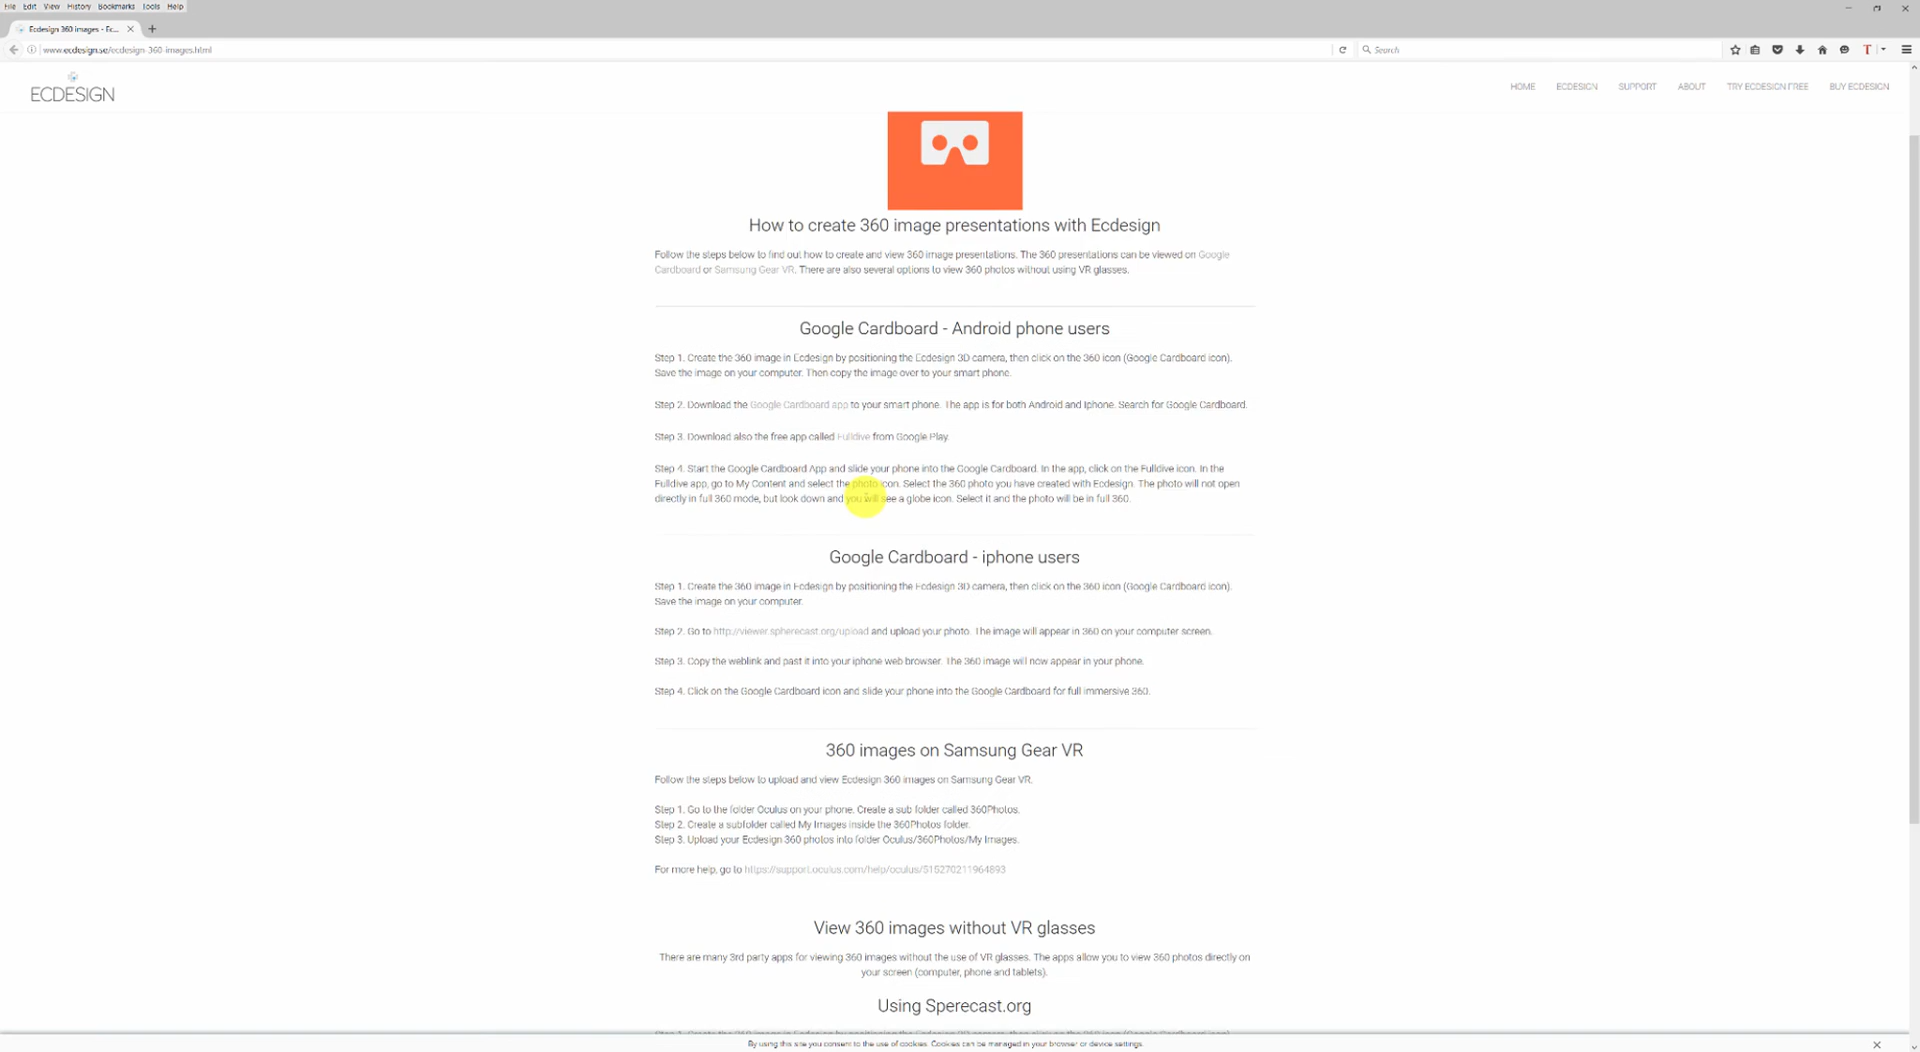 File Edit View History Bookmarks Tools Help
Ecdesign 360 images - Ec...
www.ecdesign.se/ecdesign-360-images.html
Search
ECDESIGN
HOME ECDESIGN SUPPORT ABOUT TRY ECDESIGN FREE BUY ECDESIGN
How to create 360 image presentations with Ecdesign
Follow the steps below to find out how to create and view 360 image presentations. The 360 presentations can be viewed on Google
Cardboard or Samsung Gear VR. There are also several options to view 360 photos without using VR glasses.
Google Cardboard - Android phone users
Step 1. Create the 360 image in Ecdesign by positioning the Ecdesign 3D camera, then click on the 360 icon (Google Cardboard icon).
Save the image on your computer. Then copy the image over to your smart phone.
Step 2. Download the Google Cardboard app to your smart phone. The app is for both Android and Iphone. Search for Google Cardboard.
Step 3. Download also the free app called Fulldive from Google Play.
Step 4. Start the Google Cardboard App and slide your phone into the Google Cardboard. In the app, click on the Fulldive icon. In the
Fulldive app, go to My Content and select the photo icon. Select the 360 photo you have created with Ecdesign. The photo will not open
directly in full 360 mode, but look down and you will see a globe icon. Select it and the photo will be in full 360.
Google Cardboard - iphone users
Step 1. Create the 360 image in Ecdesign by positioning the Ecdesign 3D camera, then click on the 360 icon (Google Cardboard icon).
Save the image on your computer.
Step 2. Go to http://viewer.spherecast.org/upload and upload your photo. The image will appear in 360 on your computer screen.
Step 3. Copy the weblink and past it into your iphone web browser. The 360 image will now appear in your phone.
Step 4. Click on the Google Cardboard icon and slide your phone into the Google Cardboard for full immersive 360.
360 images on Samsung Gear VR
Follow the steps below to upload and view Ecdesign 360 images on Samsung Gear VR.
Step 1. Go to the folder Oculus on your phone. Create a sub folder called 360Photos.
Step 2. Create a subfolder called My Images inside the 360Photos folder.
Step 3. Upload your Ecdesign 360 photos into folder Oculus/360Photos/My Images.
For more help, go to https://support.oculus.com/help/oculus/515270211964893
View 360 images without VR glasses
There are many 3rd party apps for viewing 360 images without the use of VR glasses. The apps allow you to view 360 photos directly on
your screen (computer, phone and tablets).
Using Sperecast.org
By using this site you consent to the use of cookies. Cookies can be managed in your browser or device settings.